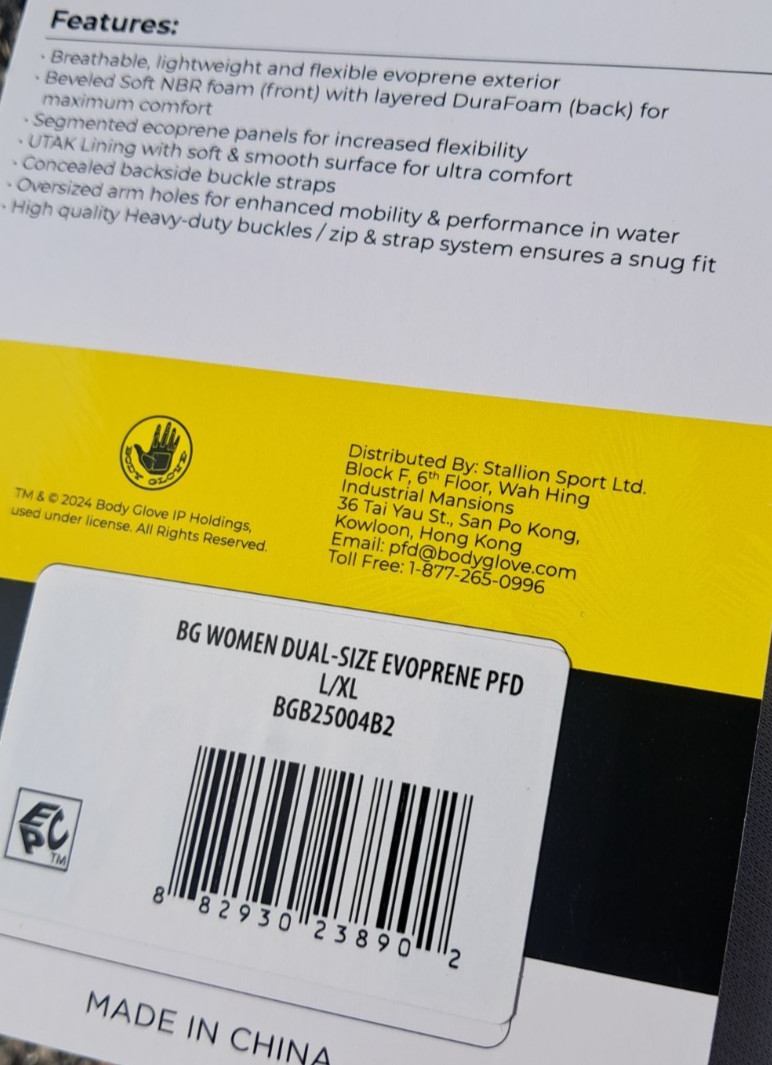 Features:
· Breathable, lightweight and flexible evoprene exterior
· Beveled Soft NBR foam (front) with layered DuraFoam (back) for
maximum comfort
· Segmented ecoprene panels for increased flexibility
· UTAK Lining with soft & smooth surface for ultra comfort
· Concealed backside buckle straps
· Oversized arm holes for enhanced mobility & performance in water
· High quality Heavy-duty buckles / zip & strap system ensures a snug fit
BODY GLOVE
TM & © 2024 Body Glove IP Holdings,
used under license. All Rights Reserved.
Distributed By: Stallion Sport Ltd.
Block F, 6th Floor, Wah Hing
Industrial Mansions
36 Tai Yau St., San Po Kong,
Kowloon, Hong Kong
Email: pfd@bodyglove.com
Toll Free: 1-877-265-0996
BG WOMEN DUAL-SIZE EVOPRENE PFD
L/XL
BGB25004B2
EPC TM
8 82930 23890 2
MADE IN CHINA